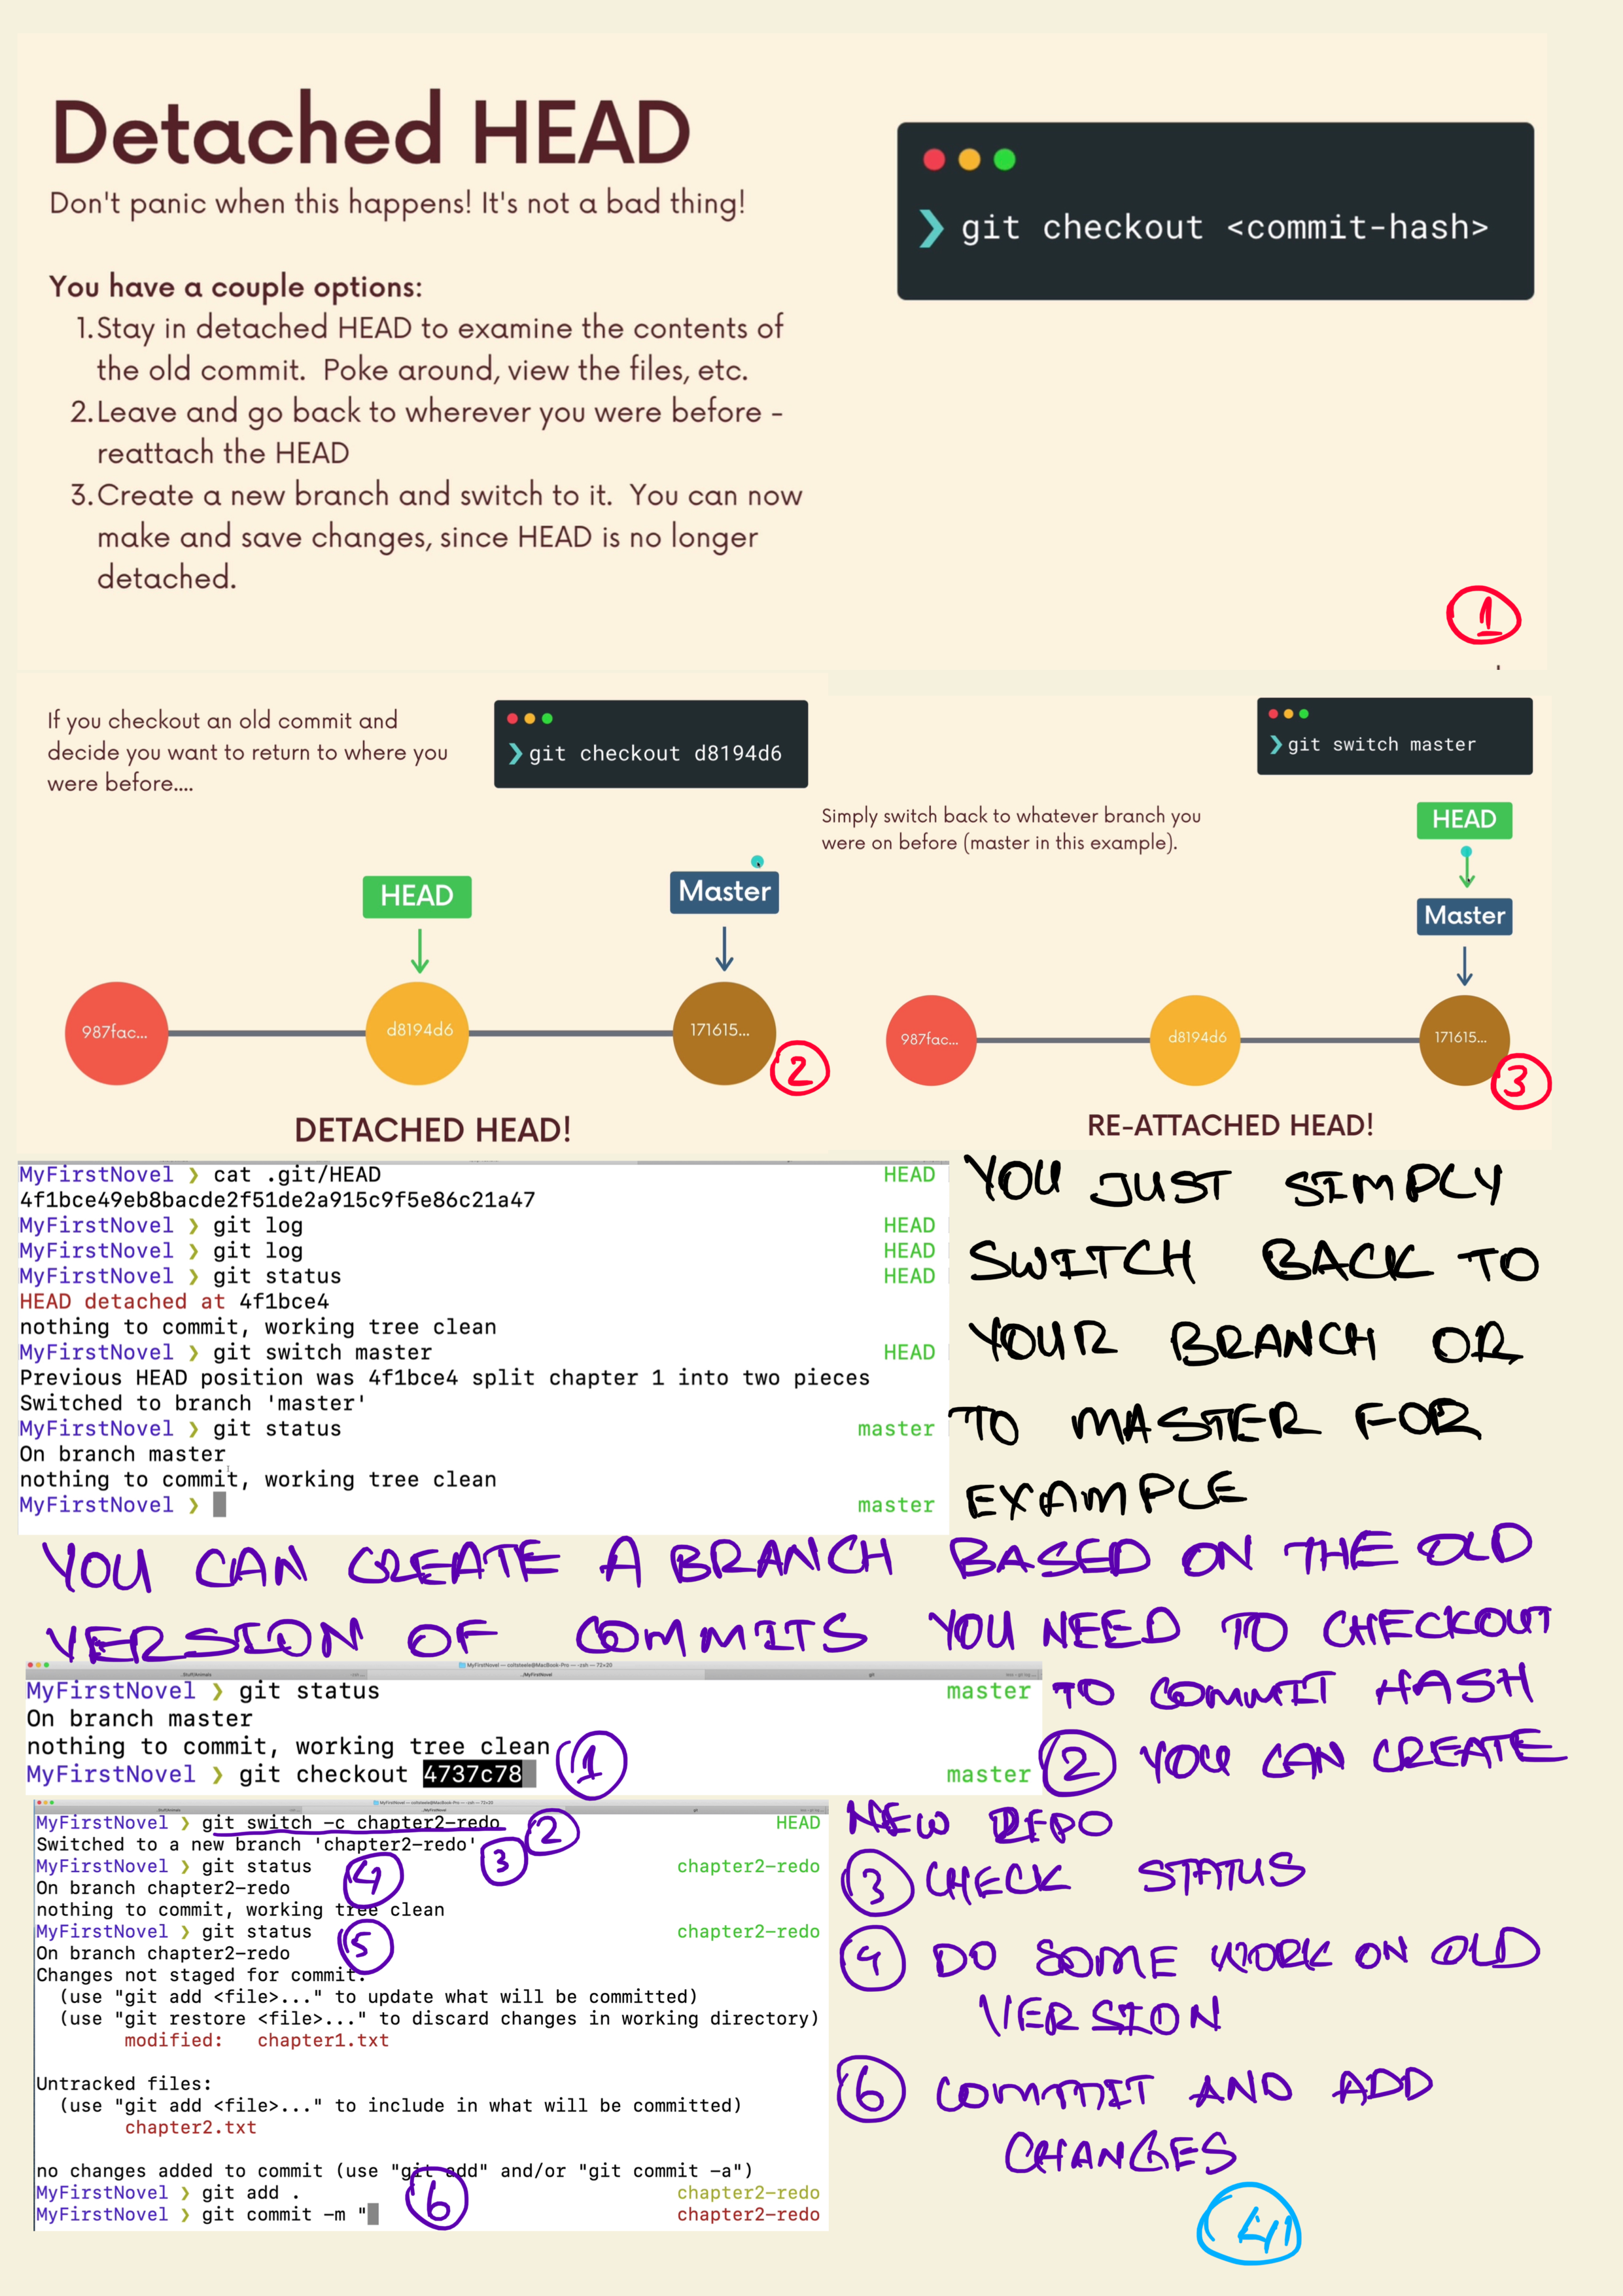 Detached HEAD
Don't panic when this happens! It's not a bad thing!
You have a couple options:
1.Stay in detached HEAD to examine the contents of
the old commit. Poke around, view the files, etc.
2.Leave and go back to wherever you were before -
reattach the HEAD
3.Create a new branch and switch to it. You can now
make and save changes, since HEAD is no longer
detached.
❯ git checkout <commit-hash>
1
If you checkout an old commit and
decide you want to return to where you
were before....
❯ git checkout d8194d6
HEAD
Master
987fac...
d8194d6
171615...
2
DETACHED HEAD!
❯ git switch master
Simply switch back to whatever branch you
were on before (master in this example).
HEAD
Master
987fac...
d8194d6
171615...
3
RE-ATTACHED HEAD!
MyFirstNovel ❯ cat .git/HEAD HEAD
4f1bce49eb8bacde2f51de2a915c9f5e86c21a47
MyFirstNovel ❯ git log HEAD
MyFirstNovel ❯ git log HEAD
MyFirstNovel ❯ git status HEAD
HEAD detached at 4f1bce4
nothing to commit, working tree clean
MyFirstNovel ❯ git switch master HEAD
Previous HEAD position was 4f1bce4 split chapter 1 into two pieces
Switched to branch 'master'
MyFirstNovel ❯ git status master
On branch master
nothing to commit, working tree clean
MyFirstNovel ❯ master
YOU JUST SIMPLY
SWITCH BACK TO
YOUR BRANCH OR
TO MASTER FOR
EXAMPLE
YOU CAN CREATE A BRANCH BASED ON THE OLD
VERSION OF COMMITS YOU NEED TO CHECKOUT
TO COMMIT HASH
MyFirstNovel — coltsteele@MacBook-Pro — -zsh — 72×20
MyFirstNovel ❯ git status master
On branch master
nothing to commit, working tree clean
MyFirstNovel ❯ git checkout 4737c78 master
1
2 YOU CAN CREATE
NEW REPO
3 CHECK STATUS
4 DO SOME WORK ON OLD
VERSION
6 COMMIT AND ADD
CHANGES
MyFirstNovel ❯ git switch -c chapter2-redo HEAD
2
Switched to a new branch 'chapter2-redo'
3
MyFirstNovel ❯ git status chapter2-redo
4
On branch chapter2-redo
nothing to commit, working tree clean
MyFirstNovel ❯ git status chapter2-redo
5
On branch chapter2-redo
Changes not staged for commit:
(use "git add <file>..." to update what will be committed)
(use "git restore <file>..." to discard changes in working directory)
modified: chapter1.txt
Untracked files:
(use "git add <file>..." to include in what will be committed)
chapter2.txt
no changes added to commit (use "git add" and/or "git commit -a")
MyFirstNovel ❯ git add . chapter2-redo
6
MyFirstNovel ❯ git commit -m " chapter2-redo
41